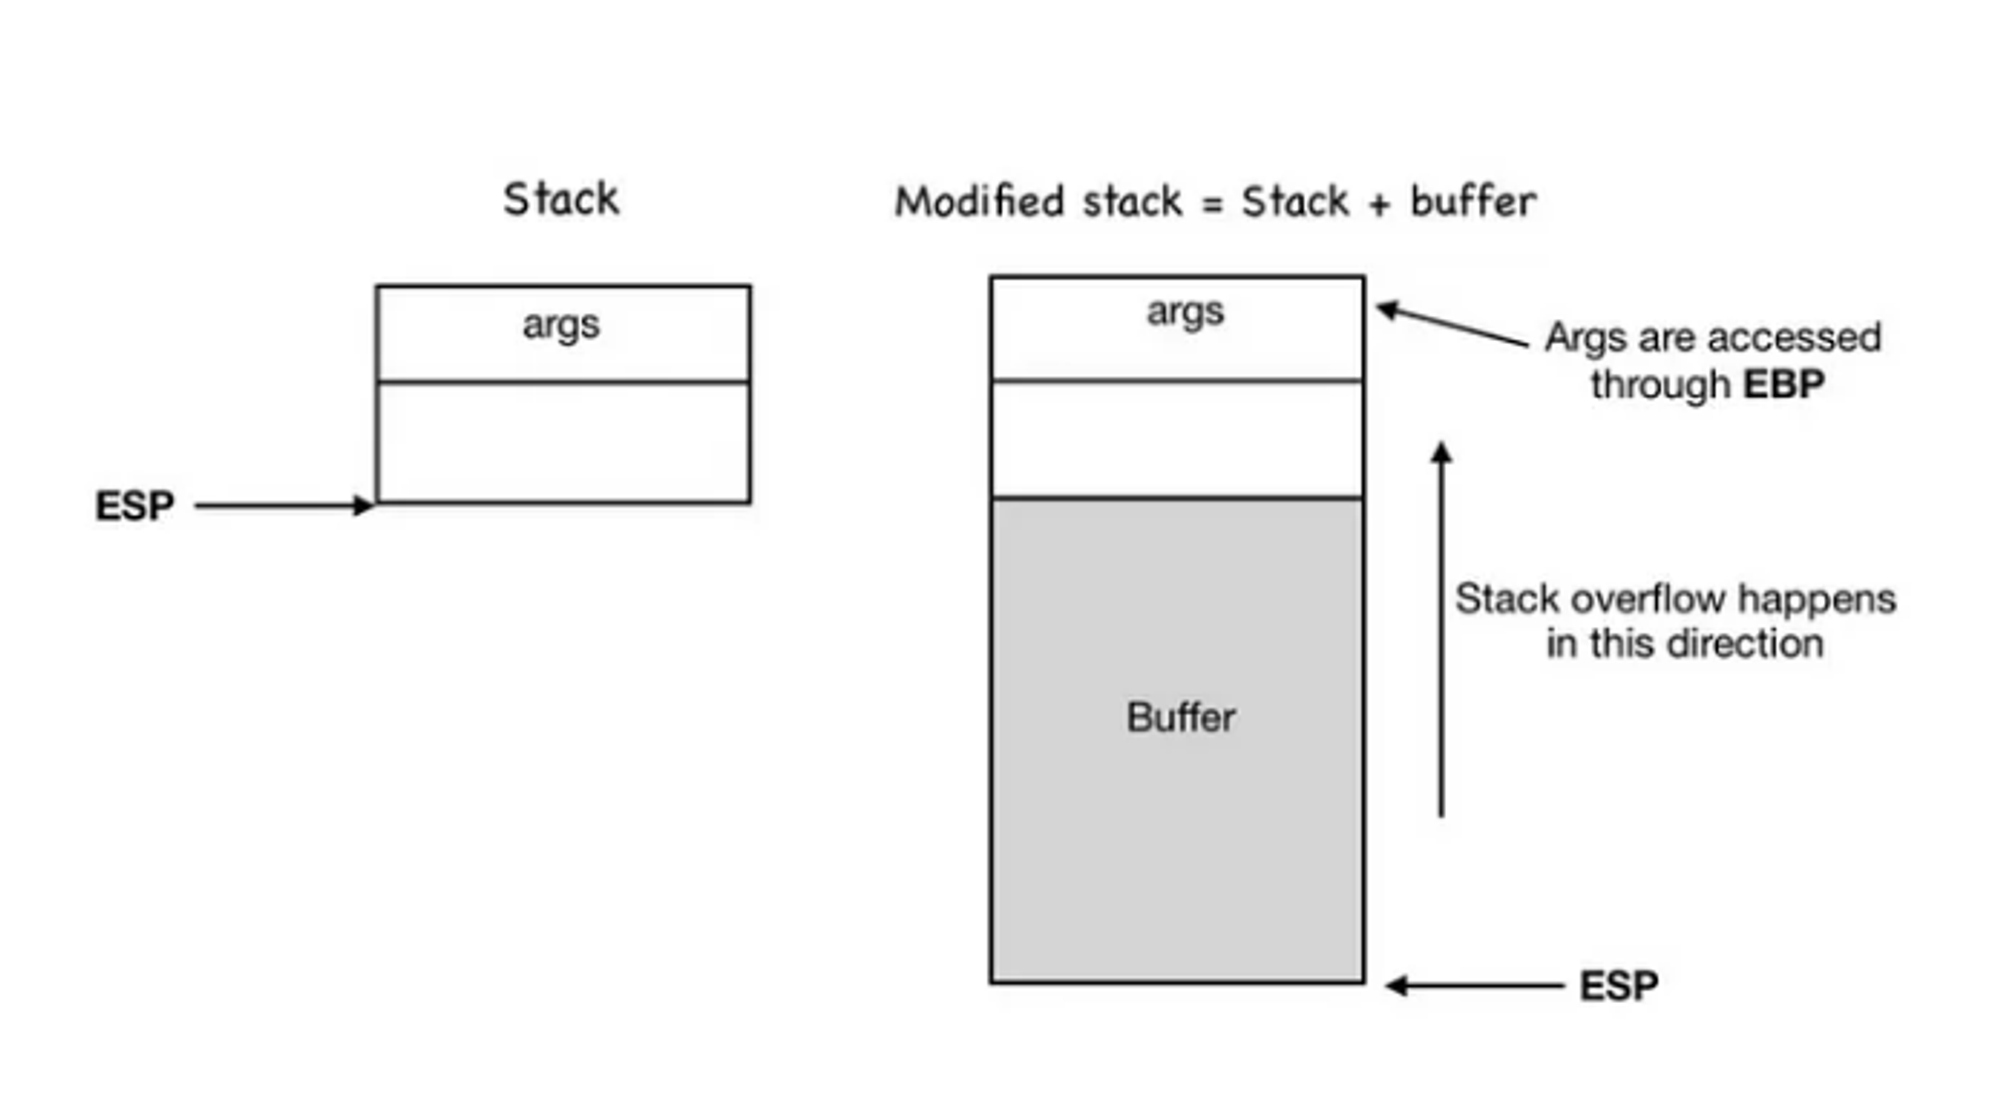 Stack
Modified stack = Stack + buffer
args
args
Args are accessed
through EBP
ESP
Stack overflow happens
in this direction
Buffer
ESP